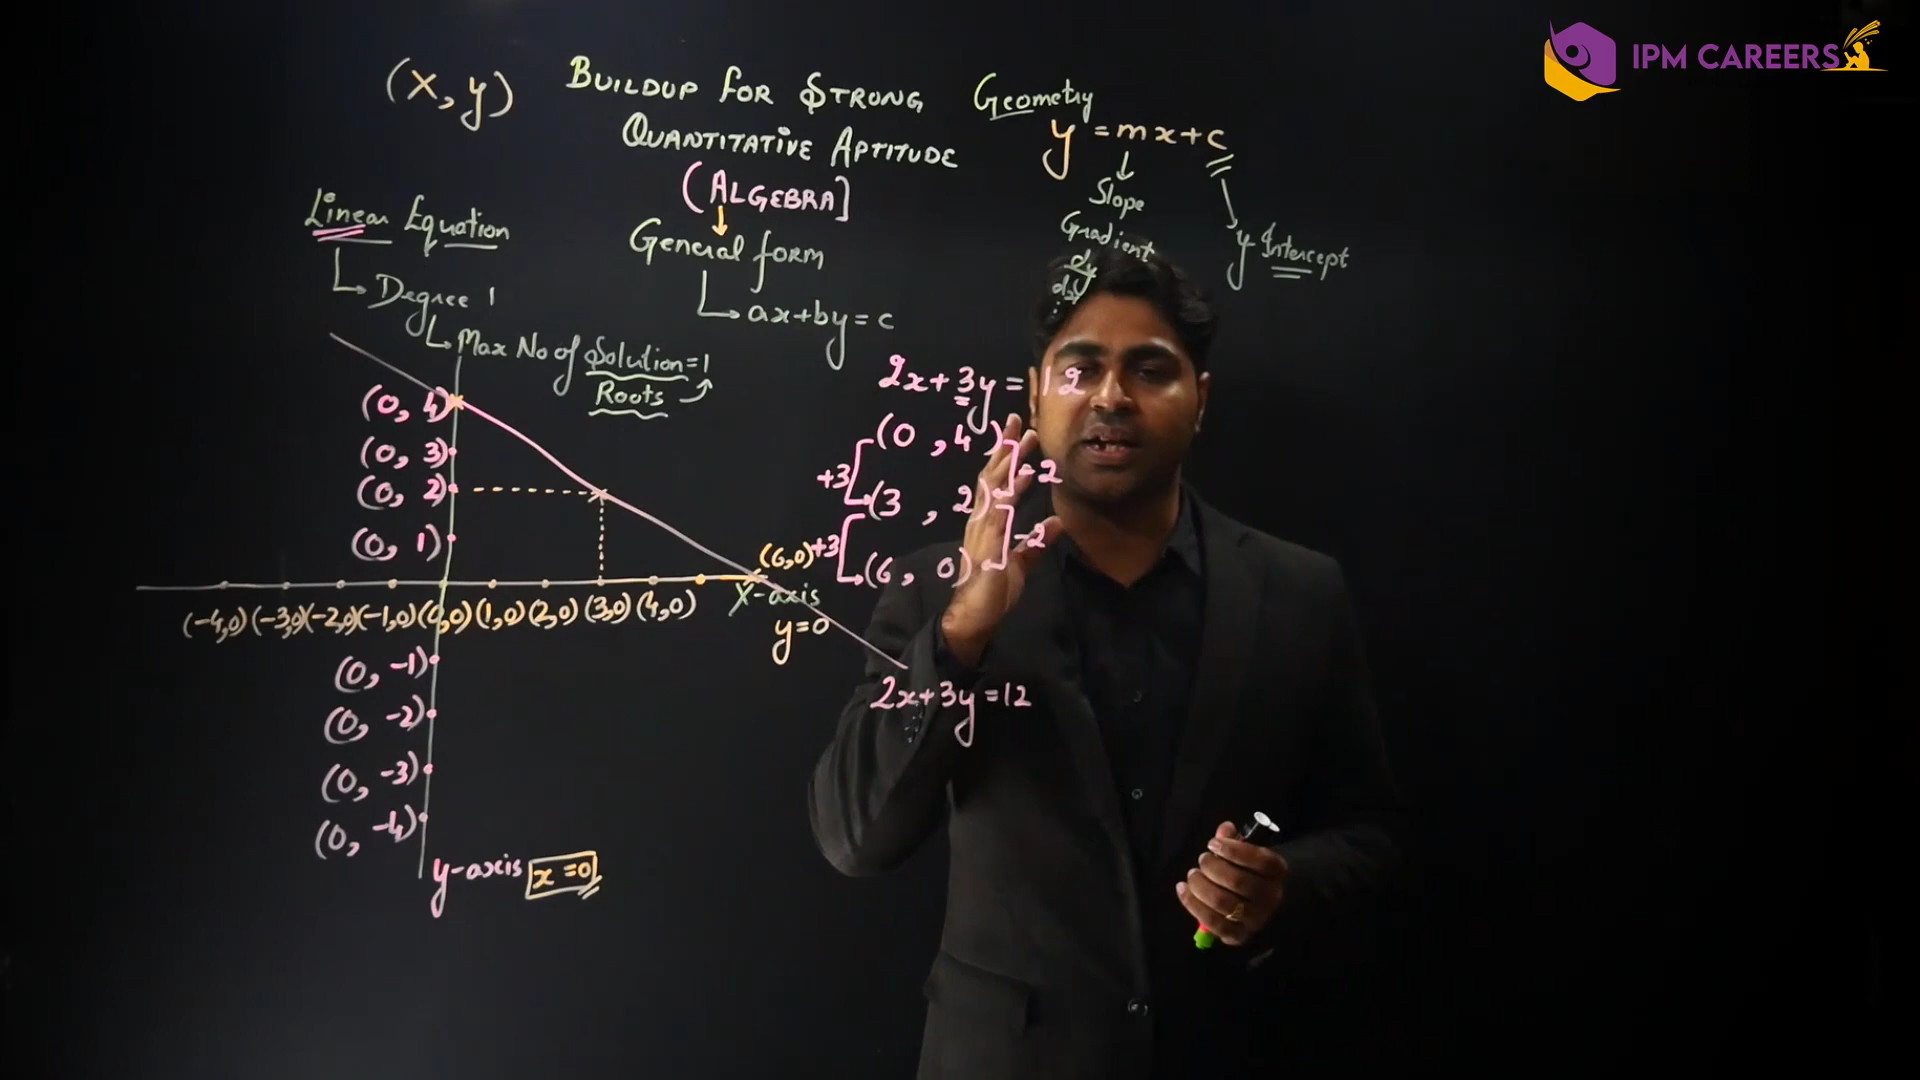 IPM CAREERS
(x, y)
BUILDUP FOR STRONG
QUANTITATIVE APTITUDE
(ALGEBRA]
Geometry
y = mx + c
Slope
Gradient
dy
y Intercept
Linear Equation
Degree 1
Max No of Solution = 1
Roots
General form
ax + by = c
2x + 3y = 12
(0, 4)
+3
-2
(3, 2)
+3
-2
(6, 0)
(0, 4)
(0, 3)
(0, 2)
(0, 1)
(6,0)
X-axis
y=0
(-4,0) (-3,0) (-2,0) (-1,0) (0,0) (1,0) (2,0) (3,0) (4,0)
(0, -1)
(0, -2)
(0, -3)
(0, -4)
2x + 3y = 12
y-axis x = 0